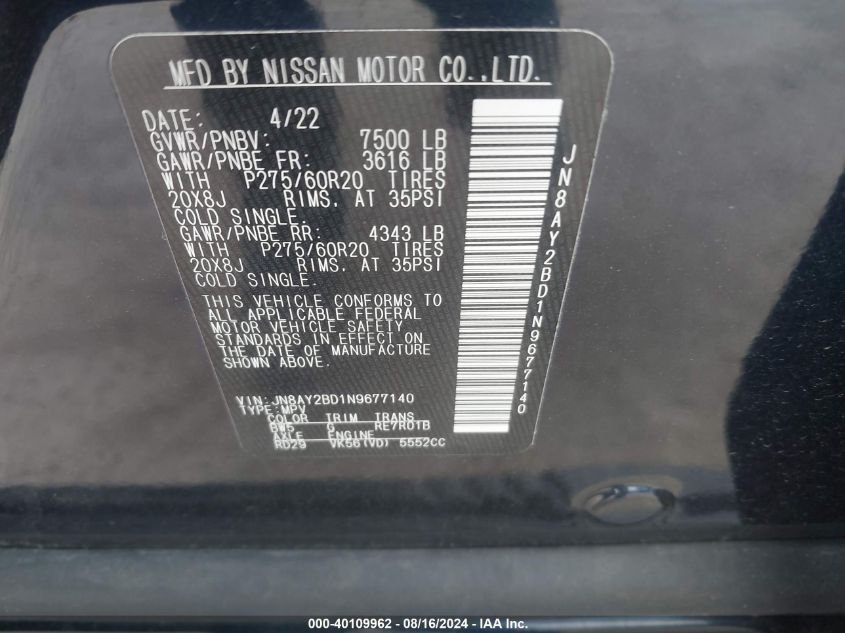 MFD BY NISSAN MOTOR CO.,LTD.
DATE: 4/22
GVWR/PNBV: 7500 LB
GAWR/PNBE FR: 3616 LB
WITH P275/60R20 TIRES
20X8J RIMS. AT 35PSI
COLD SINGLE.
GAWR/PNBE RR: 4343 LB
WITH P275/60R20 TIRES
20X8J RIMS. AT 35PSI
COLD SINGLE.
THIS VEHICLE CONFORMS TO
ALL APPLICABLE FEDERAL
MOTOR VEHICLE SAFETY
STANDARDS IN EFFECT ON
THE DATE OF MANUFACTURE
SHOWN ABOVE.
VIN: JN8AY2BD1N9677140
TYPE: MPV
COLOR TRIM TRANS
BW5 G RE7R01B
AXLE ENGINE
RD29 VK56(VD) 5552CC
JN8AY2BD1N9677140
000-40109962 - 08/16/2024 - IAA Inc.